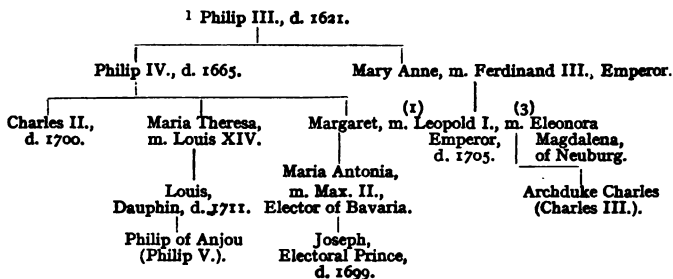 1 Philip III., d. 1621.
Philip IV., d. 1665. Mary Anne, m. Ferdinand III., Emperor.
(1) (3)
Charles II., Maria Theresa, Margaret, m. Leopold I., m. Eleonora
d. 1700. m. Louis XIV. Emperor, Magdalena,
d. 1705. of Neuburg.
Maria Antonia,
Louis, m. Max. II., Archduke Charles
Dauphin, d. 1711. Elector of Bavaria. (Charles III.).
Philip of Anjou Joseph,
(Philip V.). Electoral Prince,
d. 1699.